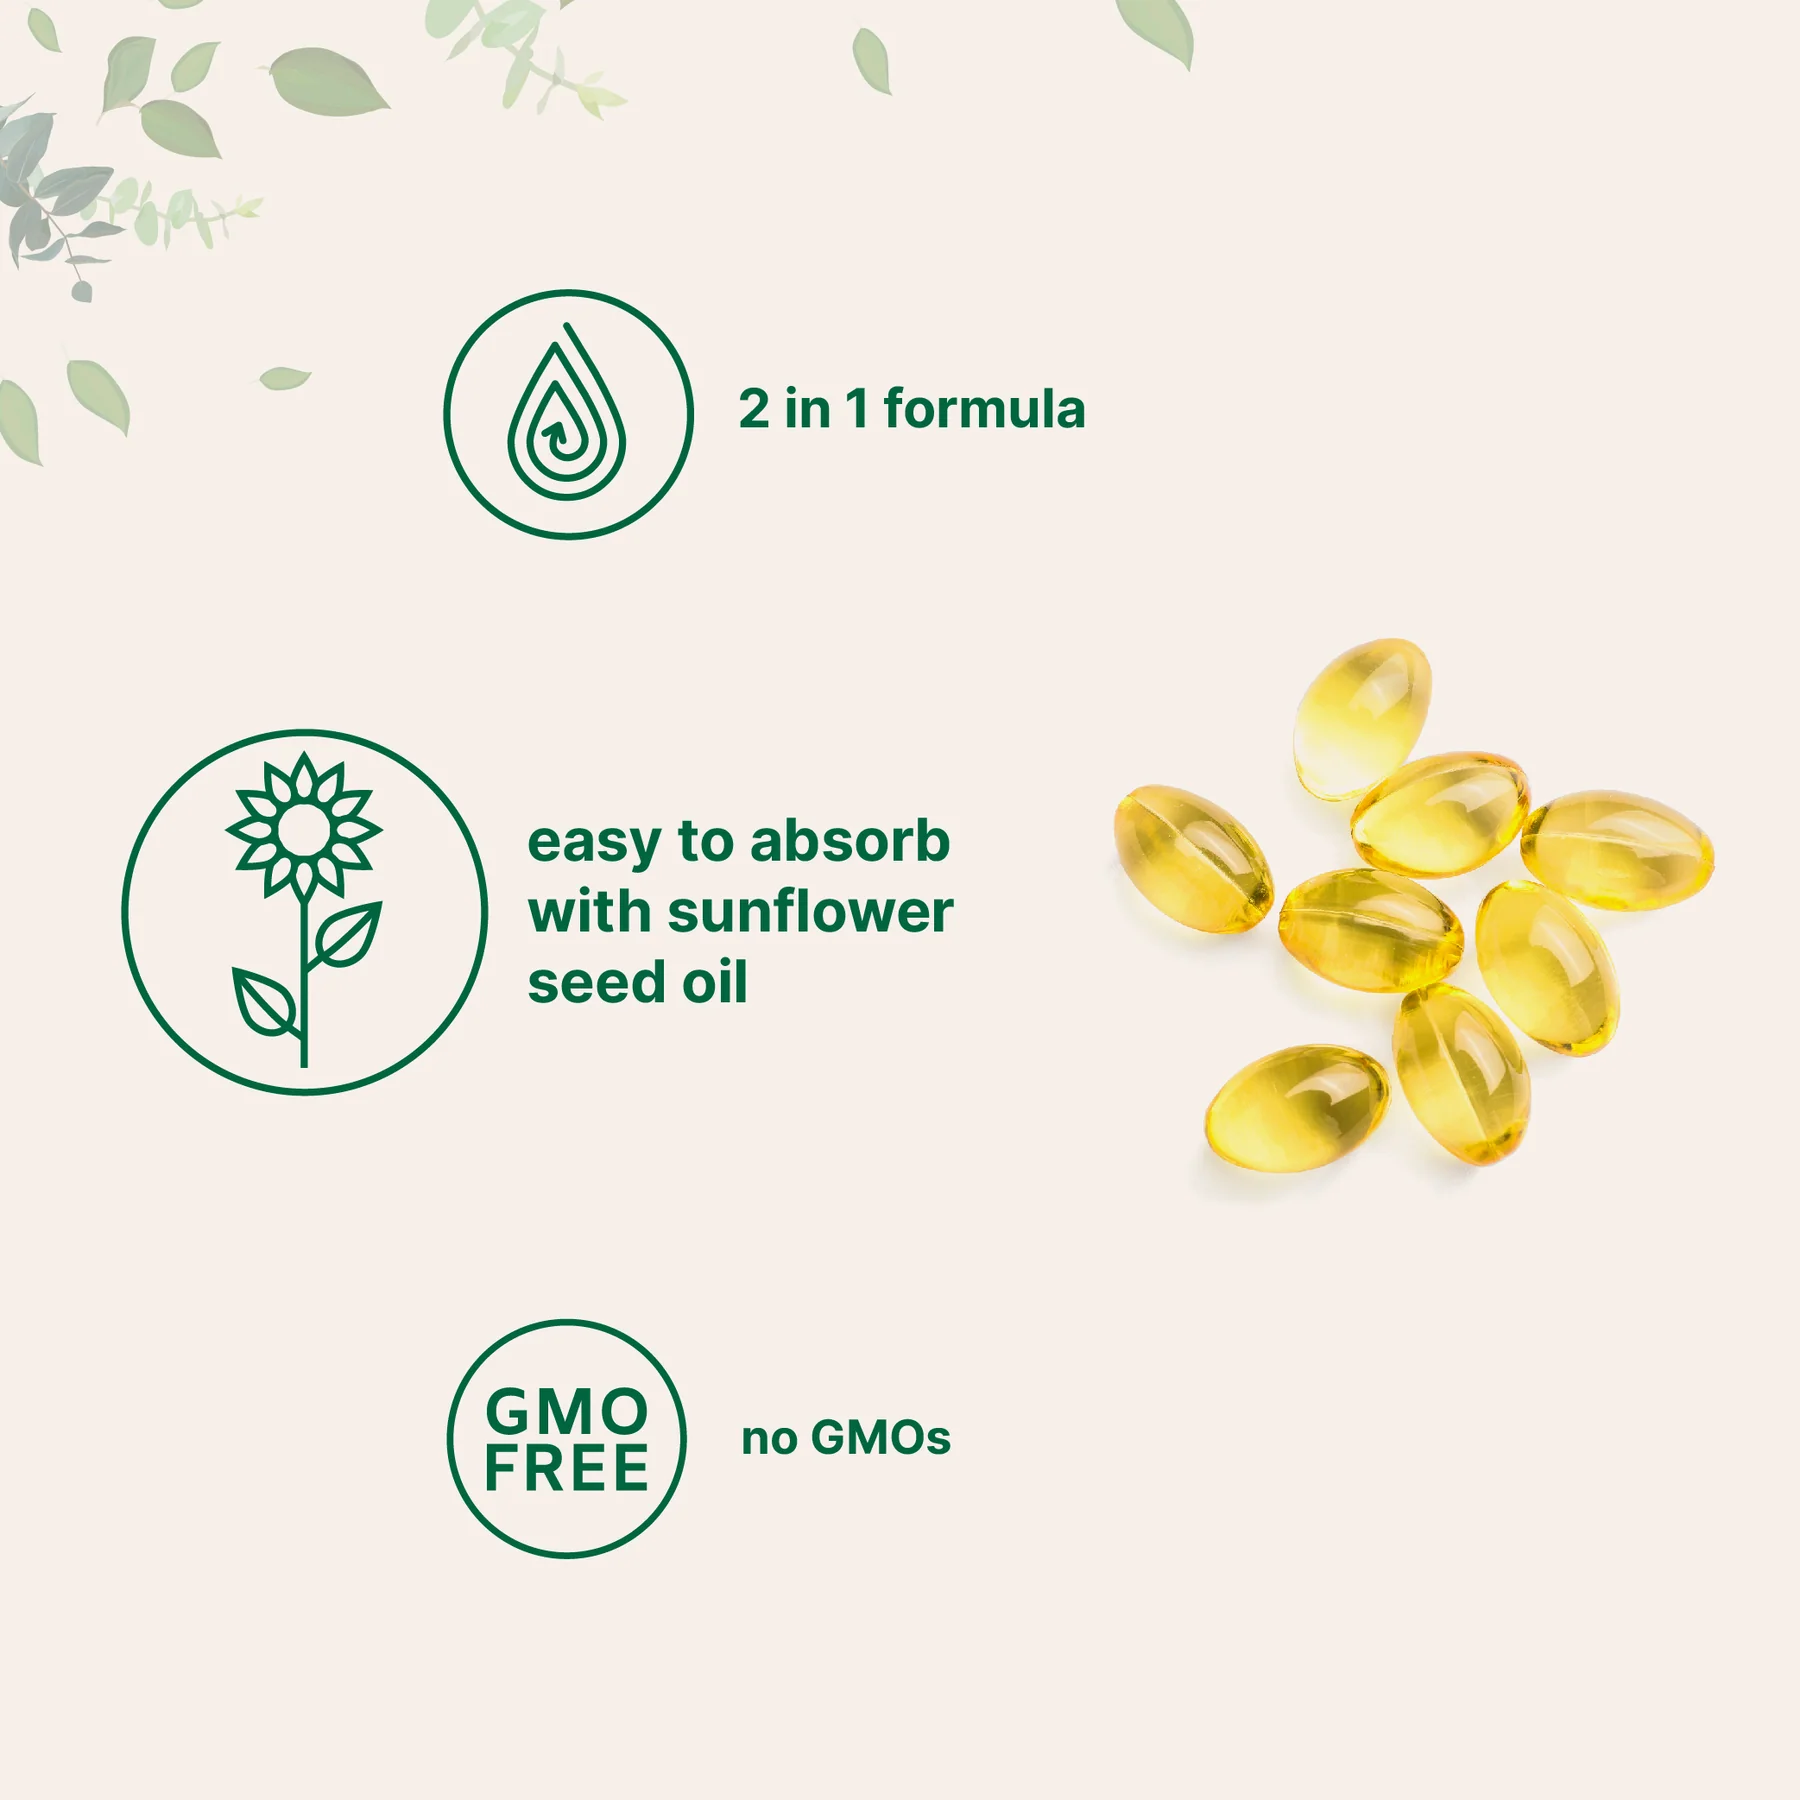 2 in 1 formula
easy to absorb
with sunflower
seed oil
GMO
FREE
no GMOs